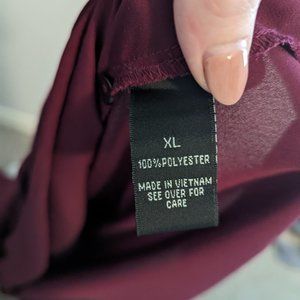 XL
100%POLYESTER
MADE IN VIETNAM
SEE OVER FOR
CARE